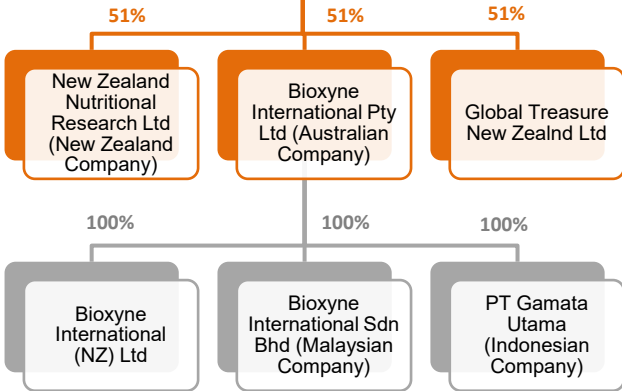 51%
51%
51%
New Zealand
Nutritional
Research Ltd
(New Zealand
Company)
Bioxyne
International Pty
Ltd (Australian
Company)
Global Treasure
New Zealnd Ltd
100%
100%
100%
Bioxyne
International
(NZ) Ltd
Bioxyne
International Sdn
Bhd (Malaysian
Company)
PT Gamata
Utama
(Indonesian
Company)